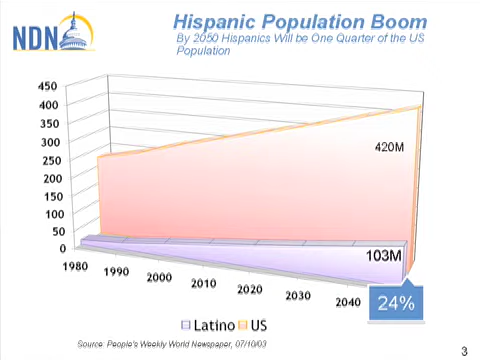 NDN
Hispanic Population Boom
By 2050 Hispanics Will be One Quarter of the US
Population
450
400
350
300
250
200
150
100
50
0
420M
103M
1980
1990
2000
2010
2020
2030
2040
24%
Latino US
Source: People's Weekly World Newspaper, 07/10/03
3